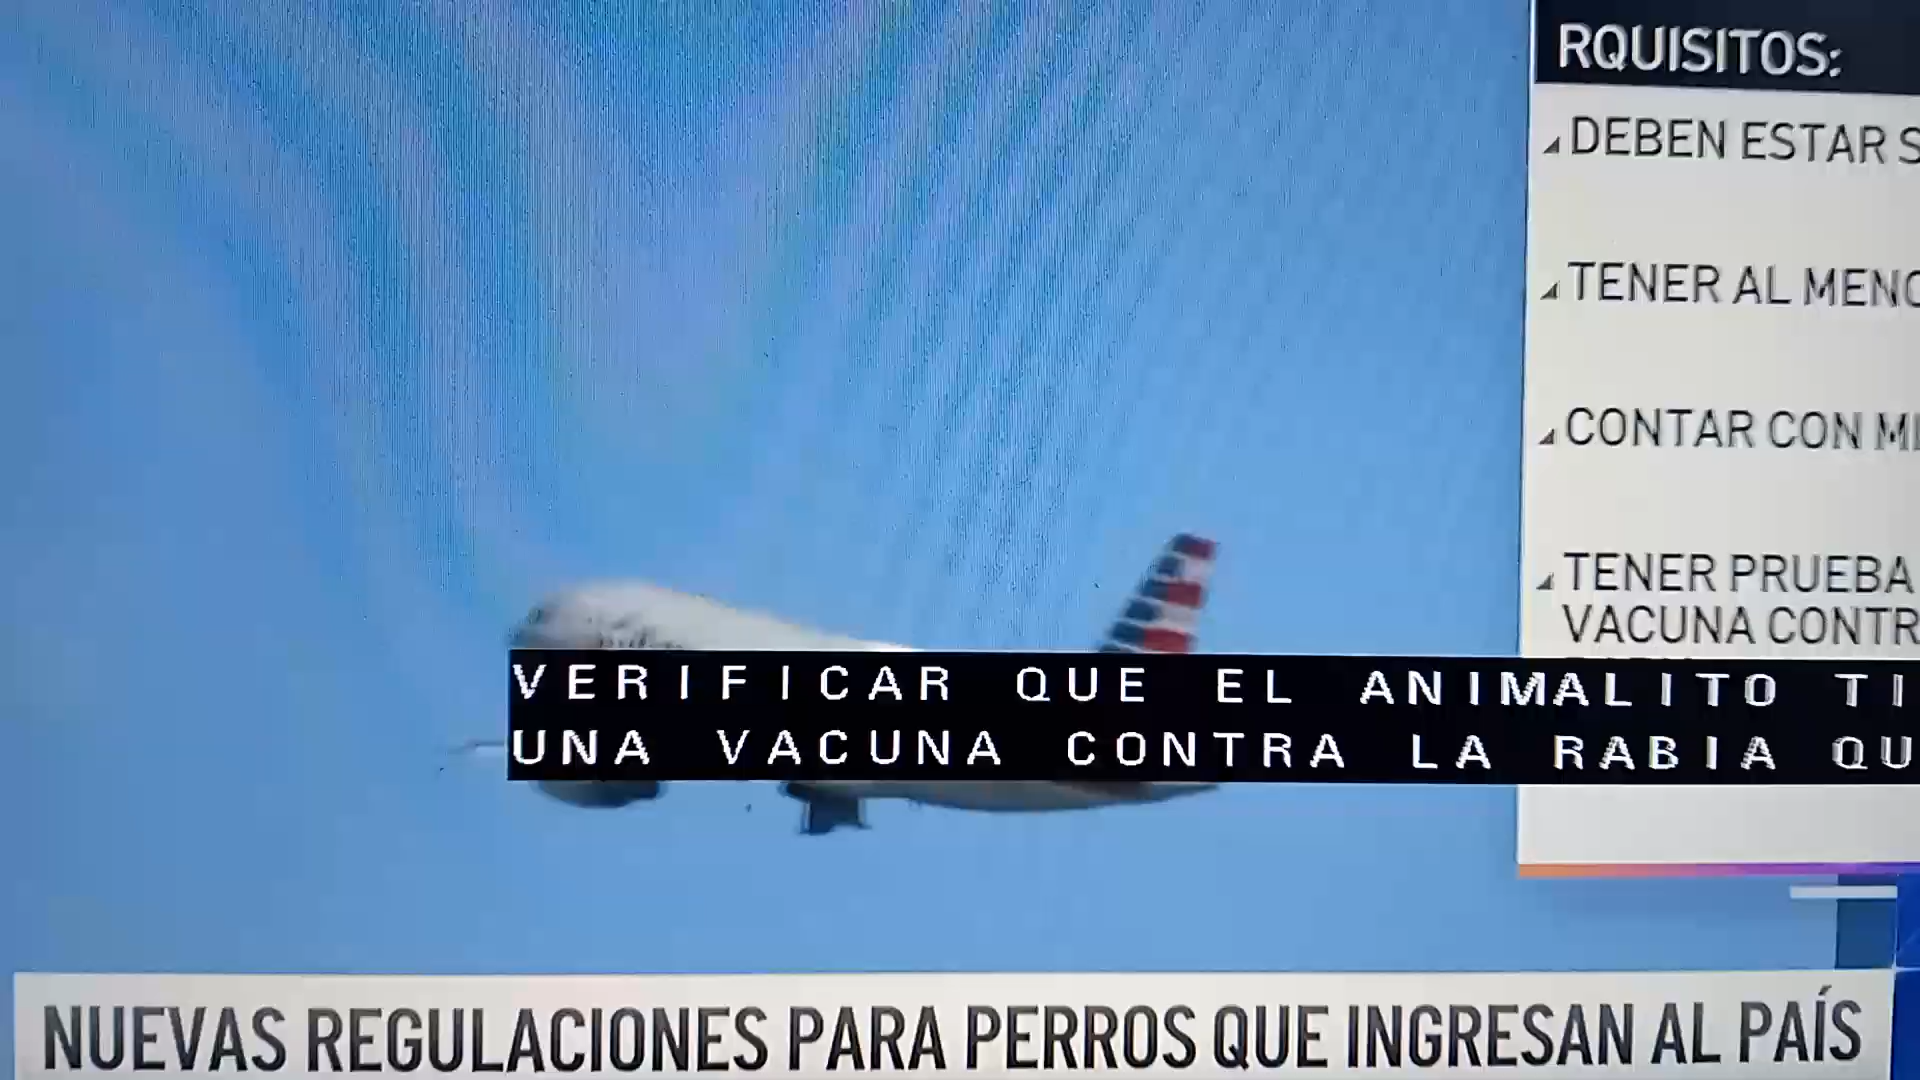 RQUISITOS:
DEBEN ESTAR
TENER AL
CONTAR CON
TENER PRUEBA
VACUNA
VERIFICAR QUE EL ANIMALITO
UNA VACUNA CONTRA LA RABIA
NUEVAS REGULACIONES PARA PERROS QUE INGRESAN AL PAÍS